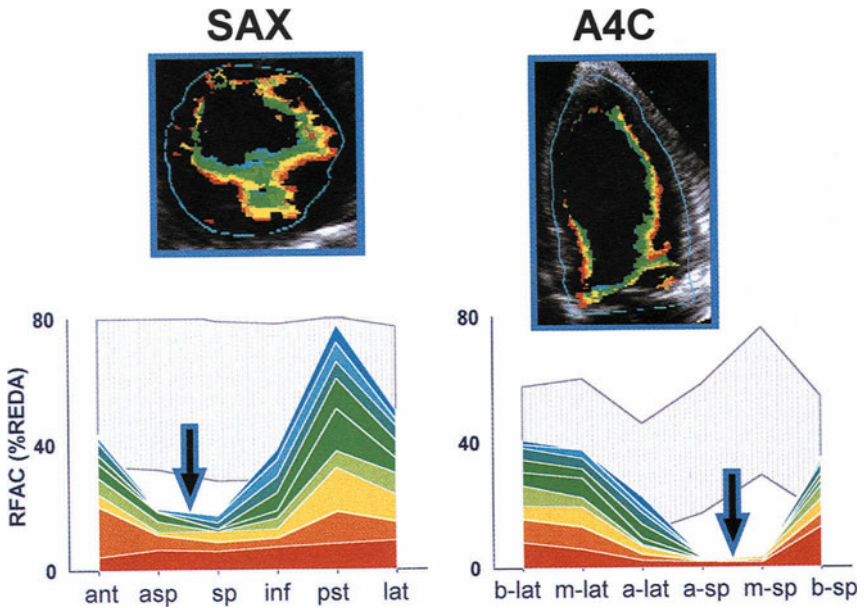 SAX
A4C
RFAC (%REDA)
80
40
0
ant asp sp inf pst lat
80
40
0
b-lat m-lat a-lat a-sp m-sp b-sp